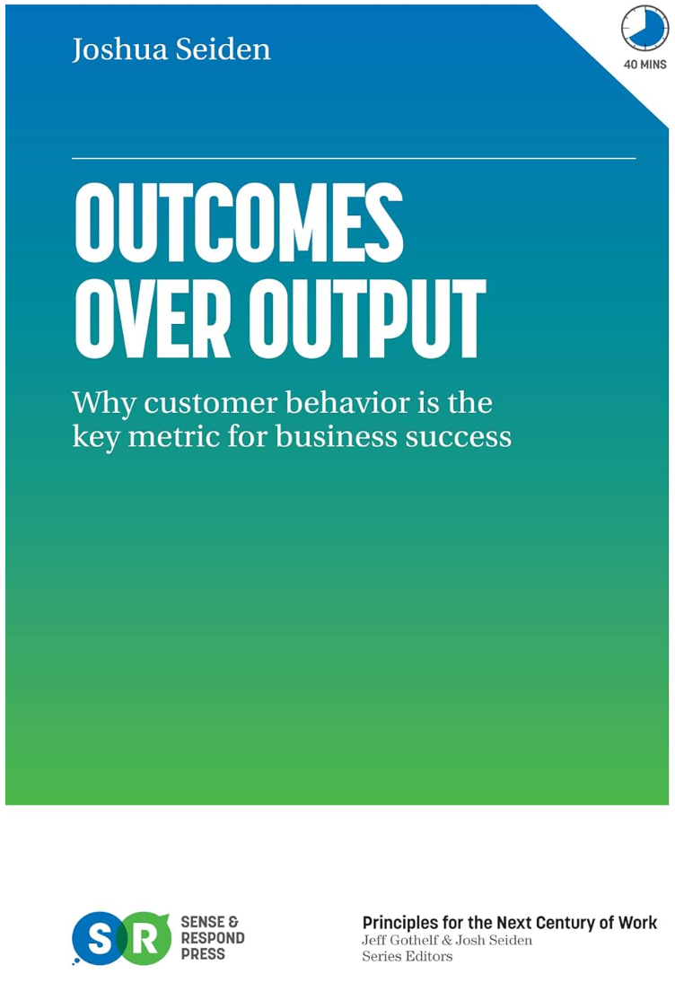 Joshua Seiden
40 MINS
OUTCOMES
OVER OUTPUT
Why customer behavior is the
key metric for business success
SR
SENSE &
RESPOND
PRESS
Principles for the Next Century of Work
Jeff Gothelf & Josh Seiden
Series Editors